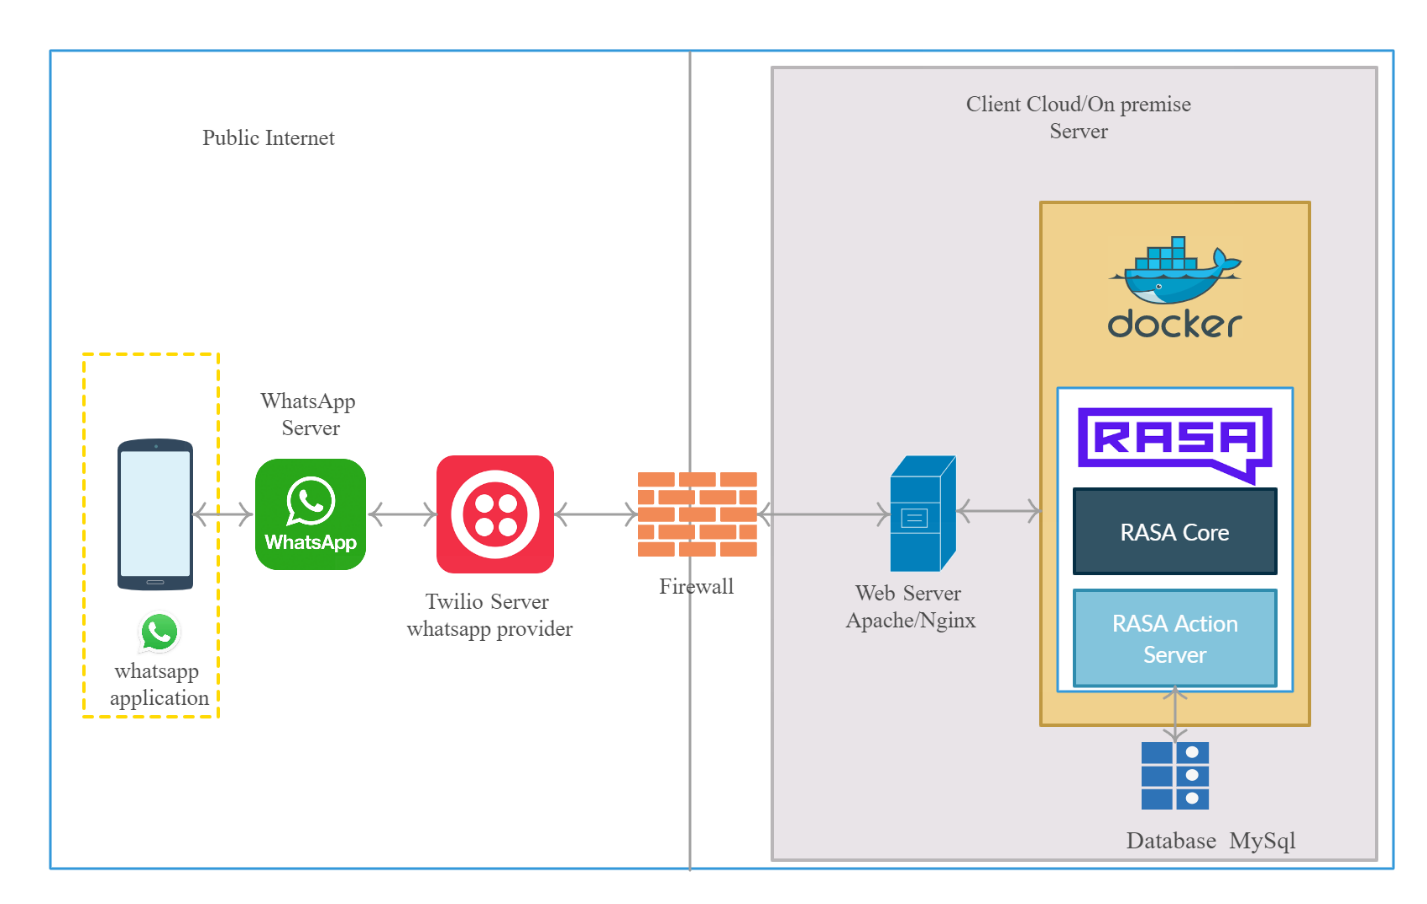 Public Internet
Client Cloud/On premise
Server
docker
WhatsApp
Server
WhatsApp
Twilio Server
whatsapp provider
whatsapp
application
Firewall
Web Server
Apache/Nginx
RASA
RASA Core
RASA Action
Server
Database MySql